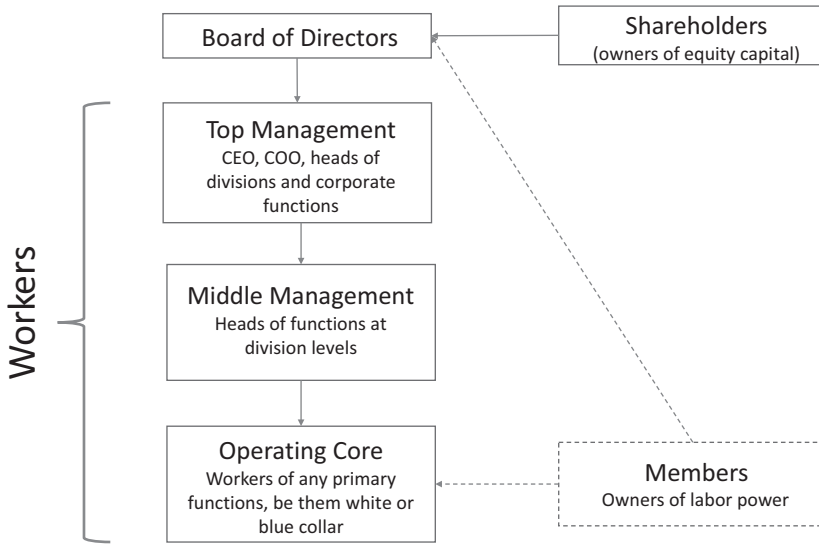 Board of Directors
Shareholders
(owners of equity capital)
Workers
Top Management
CEO, COO, heads of
divisions and corporate
functions
Middle Management
Heads of functions at
division levels
Operating Core
Workers of any primary
functions, be them white or
blue collar
Members
Owners of labor power